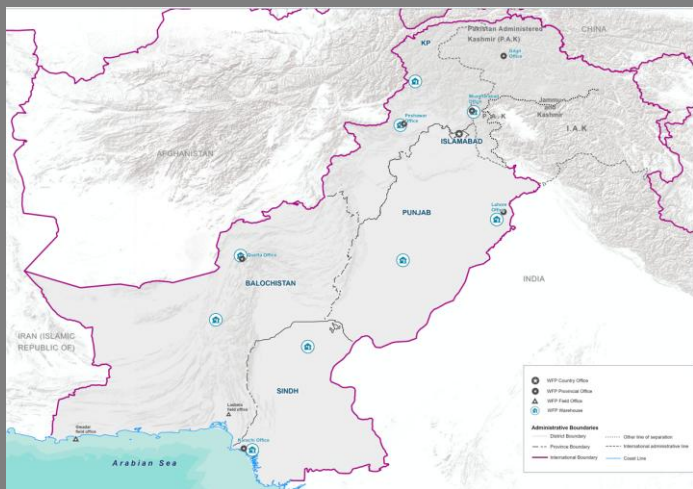 KP
Pakistan Administered
Kashmir (P.A.K)
CHINA
Gilgit
Office
Muzaffarabad
Office
P. A. K
Jammu
and
Kashmir
I.A.K
Peshawar
Office
ISLAMABAD
AFGHANISTAN
PUNJAB
Lahore
Office
Quetta Office
BALOCHISTAN
INDIA
IRAN (ISLAMIC
REPUBLIC OF)
SINDH
Lasbela
field office
Gwadar
field office
Karachi Office
Arabian Sea
WFP Country Office
WFP Provincial Office
WFP Field Office
WFP Warehouse
Administrative Boundaries
District Boundary
Province Boundary
International Boundary
Other line of separation
International administrative line
Coast Line